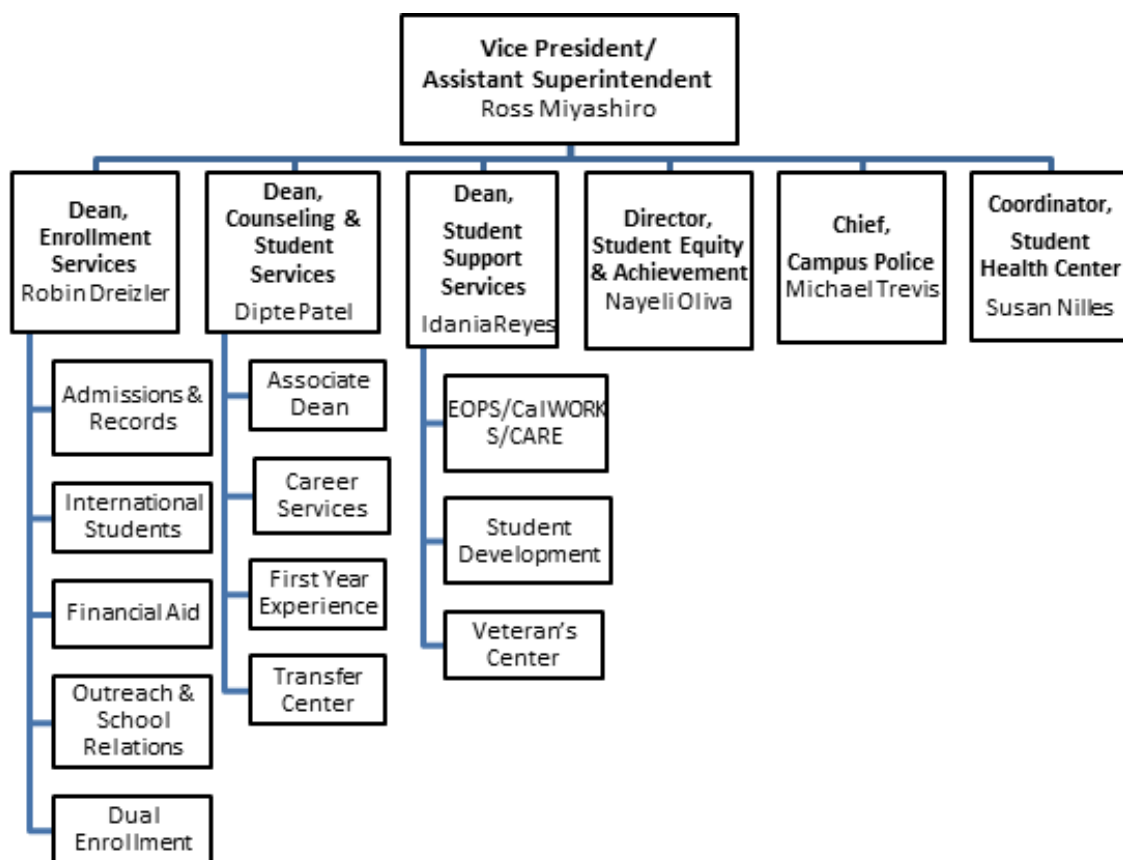 Vice President/
Assistant Superintendent
Ross Miyashiro
Dean,
Enrollment
Services
Robin Dreizler
Admissions &
Records
International
Students
Financial Aid
Outreach &
School
Relations
Dual
Enrollment
Dean,
Counseling &
Student
Services
Dipte Patel
Associate
Dean
Career
Services
First Year
Experience
Transfer
Center
Dean,
Student
Support
Services
Idania Reyes
EOPS/CalWORK
S/CARE
Student
Development
Veteran's
Center
Director,
Student Equity
& Achievement
Nayeli Oliva
Chief,
Campus Police
Michael Trevis
Coordinator,
Student
Health Center
Susan Nilles